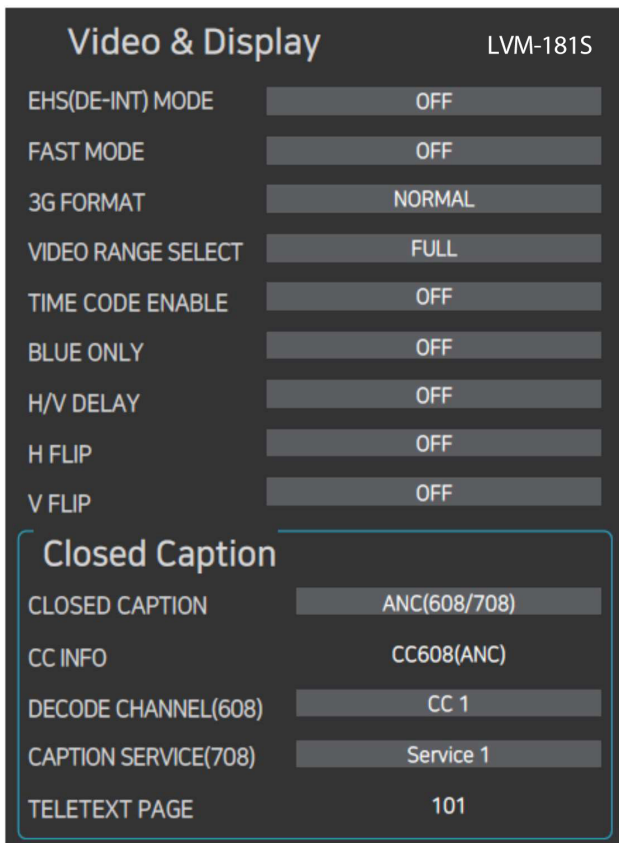 Video & Display LVM-181S
EHS(DE-INT) MODE OFF
FAST MODE OFF
3G FORMAT NORMAL
VIDEO RANGE SELECT FULL
TIME CODE ENABLE OFF
BLUE ONLY OFF
H/V DELAY OFF
H FLIP OFF
V FLIP OFF
Closed Caption
CLOSED CAPTION ANC(608/708)
CC INFO CC608(ANC)
DECODE CHANNEL(608) CC 1
CAPTION SERVICE(708) Service 1
TELETEXT PAGE 101